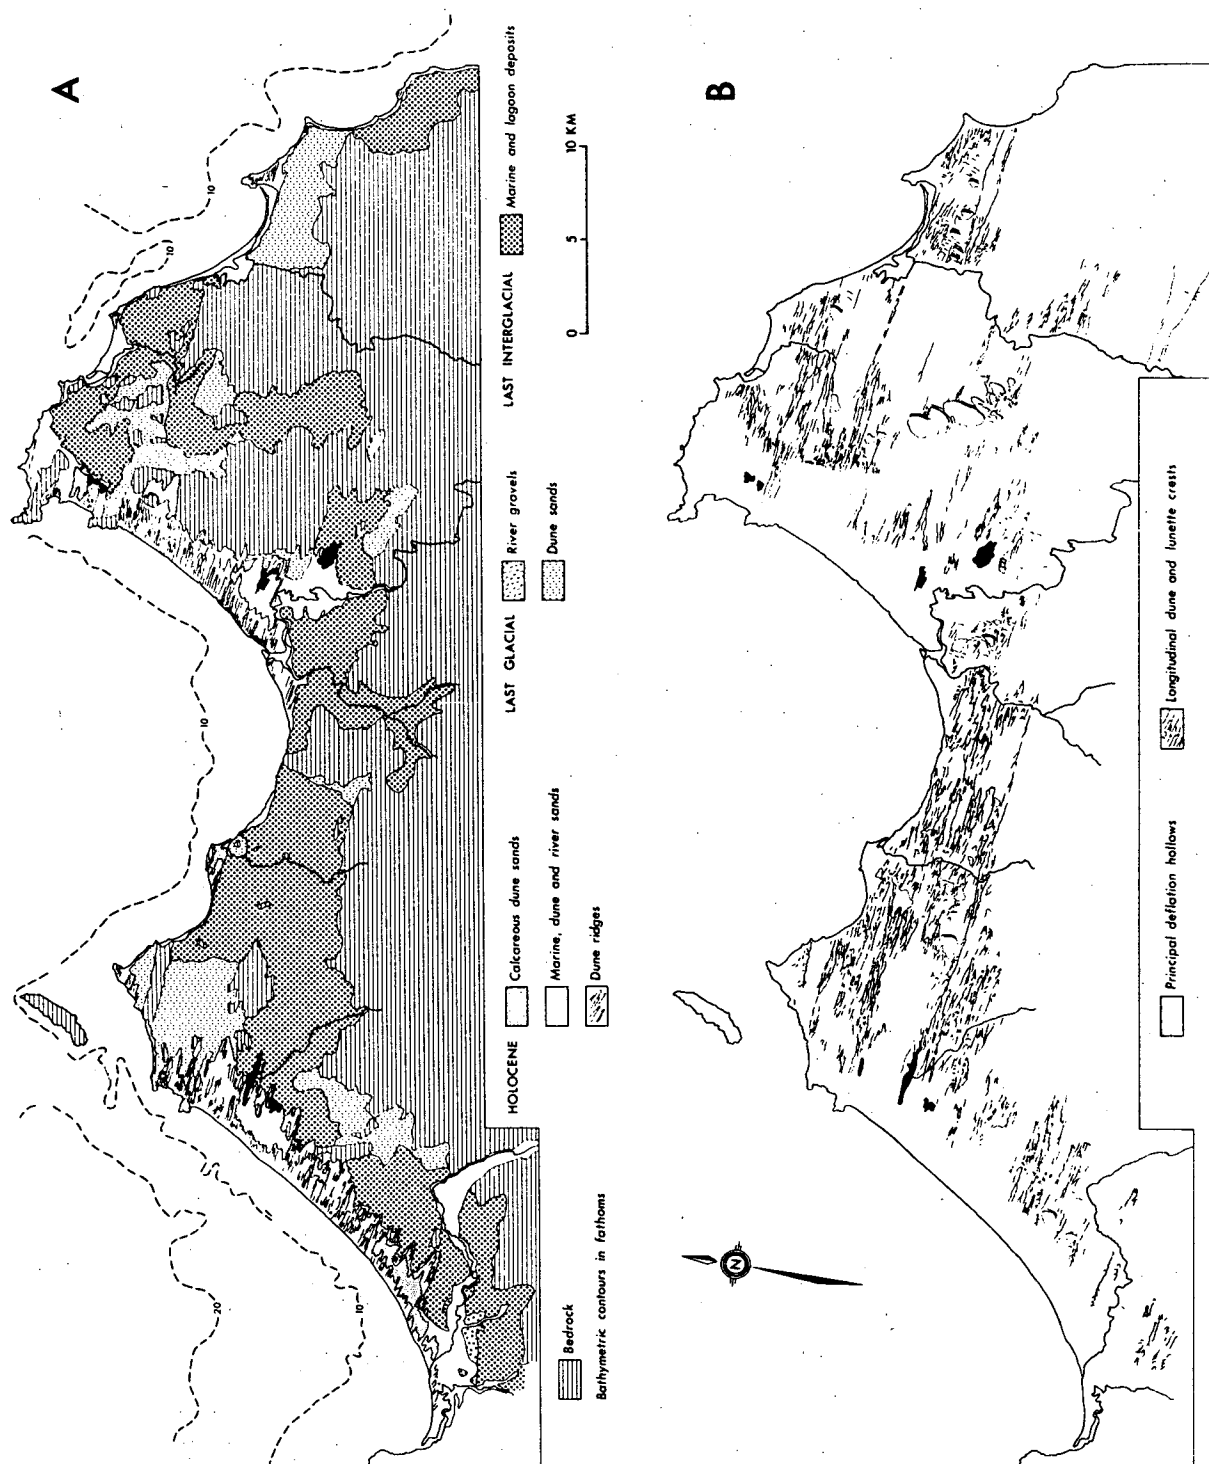 A
10
10
10
10
20
HOLOCENE
Calcareous dune sands
Marine, dune and river sands
Dune ridges
LAST GLACIAL
River gravels
Dune sands
LAST INTERGLACIAL
Marine and lagoon deposits
Bedrock
Bathymetric contours in fathoms
0 5 10 KM
B
N
Principal deflation hollows
Longitudinal dune and lunette crests